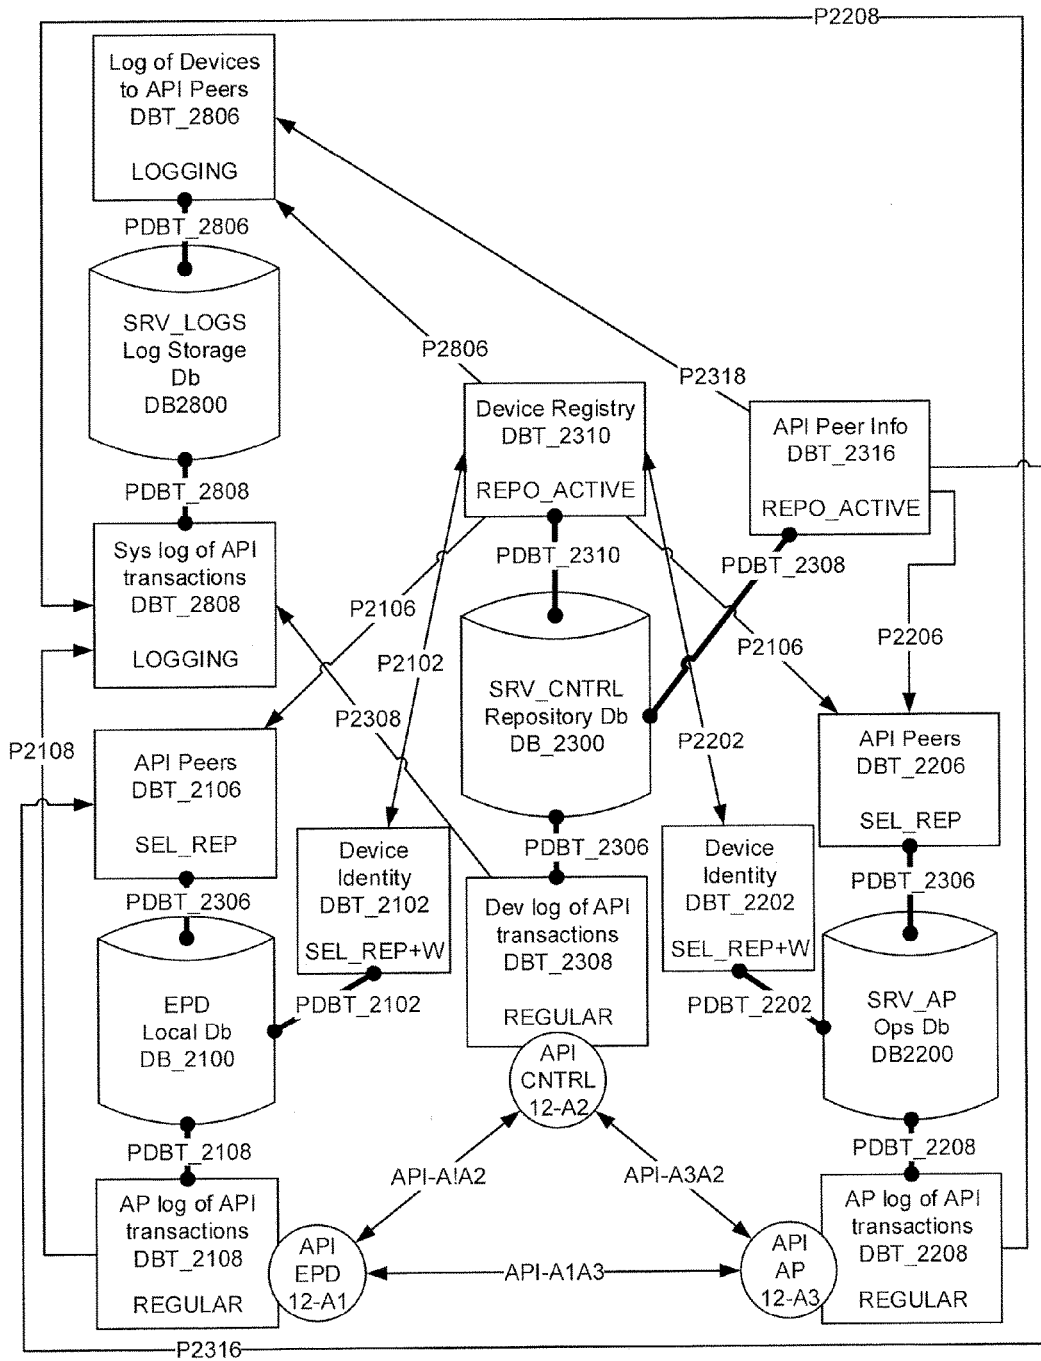 P2208
Log of Devices
to API Peers
DBT_2806
LOGGING
PDBT_2806
SRV_LOGS
Log Storage
Db
DB2800
P2806
P2318
Device Registry
DBT_2310
REPO_ACTIVE
API Peer Info
DBT_2316
REPO_ACTIVE
PDBT_2808
Sys log of API
transactions
DBT_2808
LOGGING
PDBT_2310
PDBT_2308
P2106
P2102
P2106
P2206
SRV_CNTRL
Repository Db
DB_2300
P2308
P2202
P2108
API Peers
DBT_2106
SEL_REP
API Peers
DBT_2206
SEL_REP
PDBT_2306
Device
Identity
DBT_2102
SEL_REP+W
PDBT_2306
Dev log of API
transactions
DBT_2308
REGULAR
Device
Identity
DBT_2202
SEL_REP+W
PDBT_2306
EPD
Local Db
DB_2100
PDBT_2102
PDBT_2202
SRV_AP
Ops Db
DB2200
API
CNTRL
12-A2
PDBT_2108
API-A!A2
API-A3A2
PDBT_2208
AP log of API
transactions
DBT_2108
REGULAR
API
EPD
12-A1
API-A1A3
API
AP
12-A3
AP log of API
transactions
DBT_2208
REGULAR
P2316